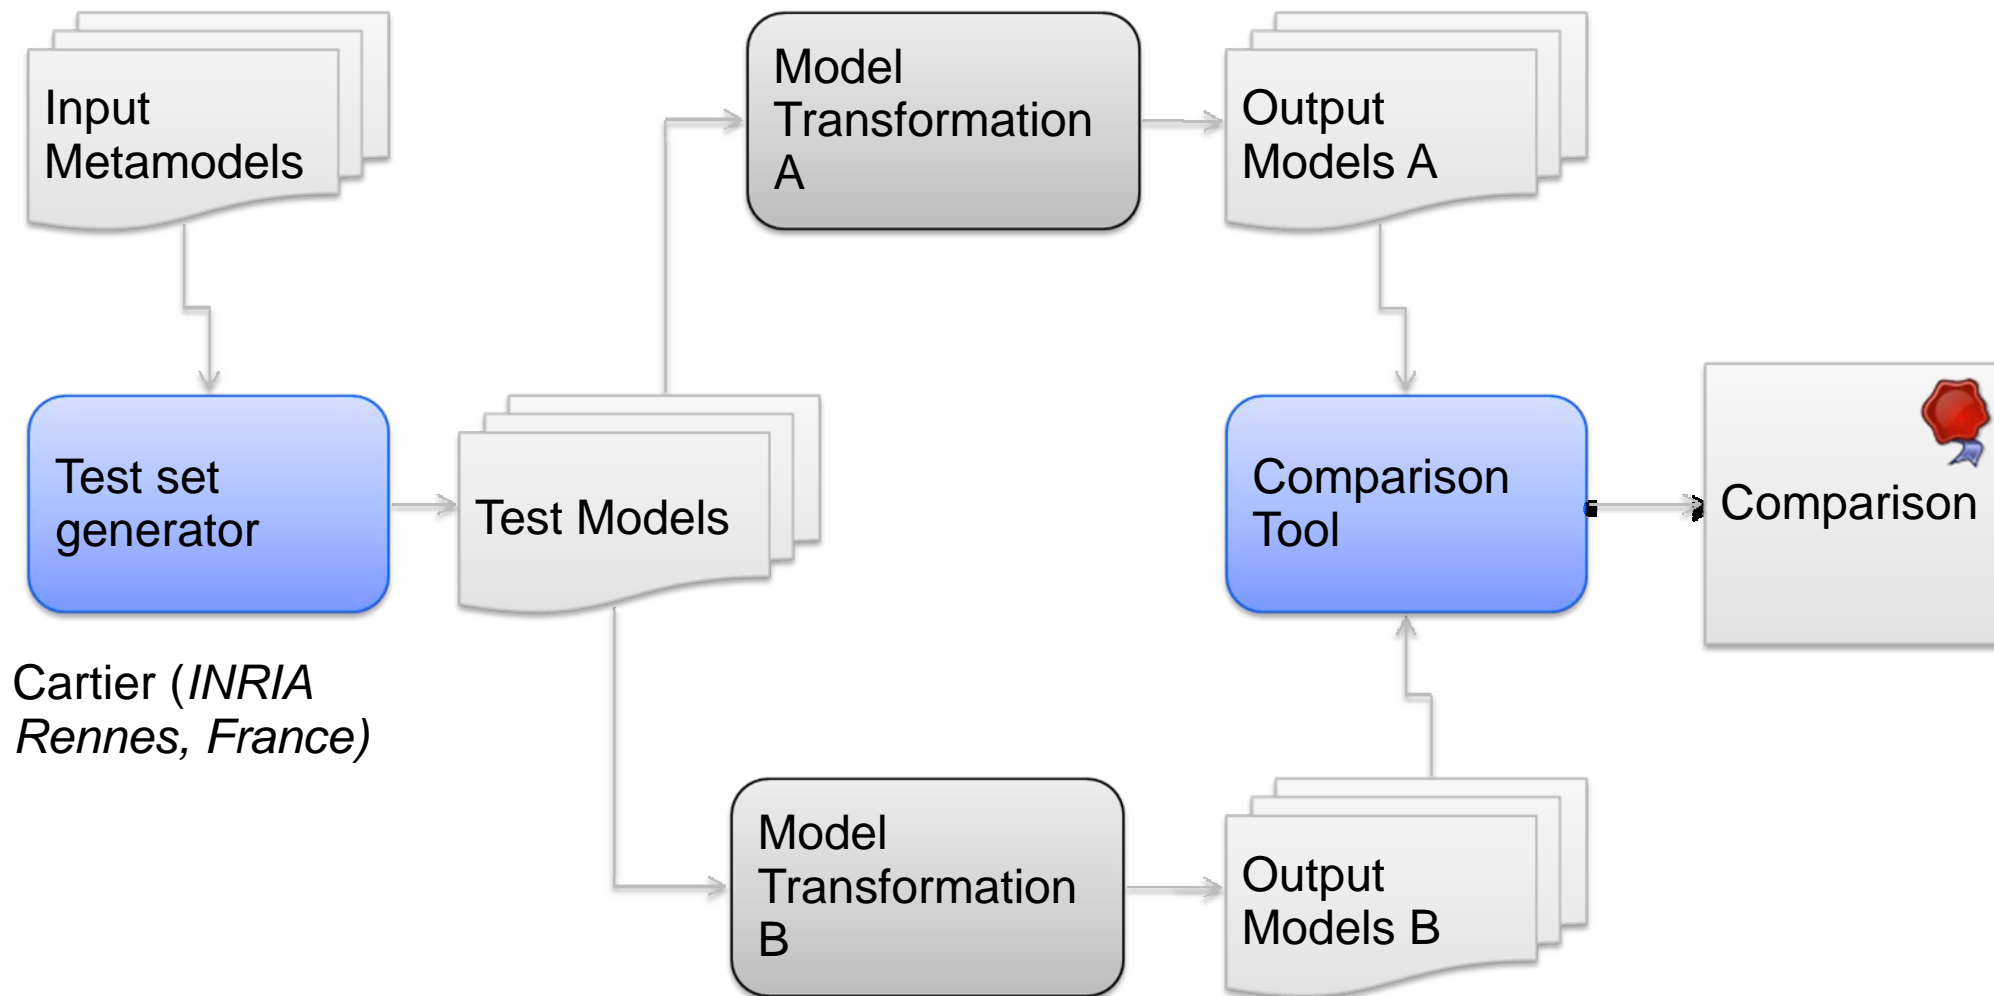 Input
Metamodels
Model
Transformation
A
Output
Models A
Test set
generator
Test Models
Comparison
Tool
Comparison
Cartier (INRIA
Rennes, France)
Model
Transformation
B
Output
Models B